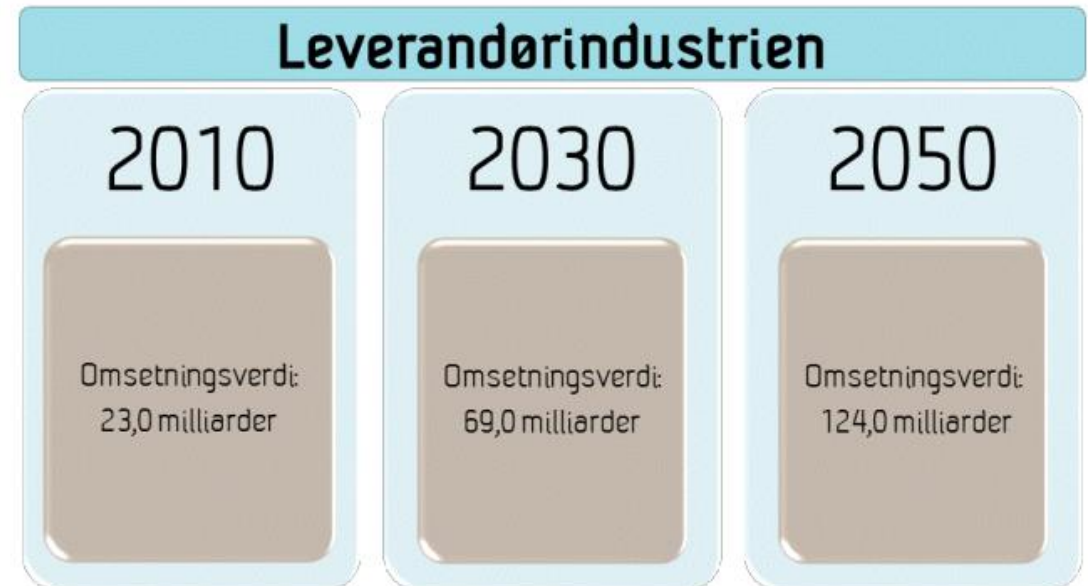 Leverandørindustrien
2010
Omsetningsverdi:
23,0 milliarder
2030
Omsetningsverdi:
69,0 milliarder
2050
Omsetningsverdi:
124,0 milliarder